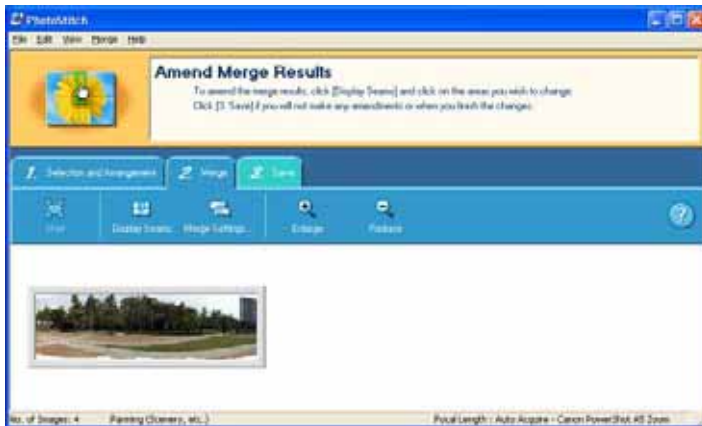 PhotoStitch
File Edit View Merge Help
Amend Merge Results
To amend the merge results, click [Display Seams] and click on the areas you wish to change.
Click [3. Save] if you will not make any amendments or when you finish the changes.
1. Selection and Arrangement 2. Merge 3. Save
Start Display Seams Merge Settings... Enlarge Reduce
No. of Images: 4 Panning (Scenery, etc.) Focal Length : Auto Acquire - Canon PowerShot A5 Zoom